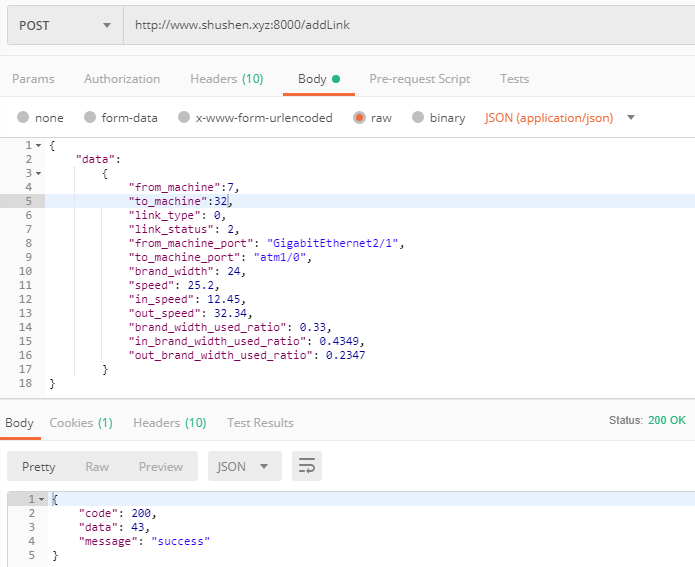 POST http://www.shushen.xyz:8000/addLink
Params Authorization Headers (10) Body Pre-request Script Tests
none form-data x-www-form-urlencoded raw binary JSON (application/json)
1 {
2 "data":
3 {
4 "from_machine":7,
5 "to_machine":32,
6 "link_type": 0,
7 "link_status": 2,
8 "from_machine_port": "GigabitEthernet2/1",
9 "to_machine_port": "atm1/0",
10 "brand_width": 24,
11 "speed": 25.2,
12 "in_speed": 12.45,
13 "out_speed": 32.34,
14 "brand_width_used_ratio": 0.33,
15 "in_brand_width_used_ratio": 0.4349,
16 "out_brand_width_used_ratio": 0.2347
17 }
18 }
Body Cookies (1) Headers (10) Test Results Status: 200 OK
Pretty Raw Preview JSON
1 {
2 "code": 200,
3 "data": 43,
4 "message": "success"
5 }